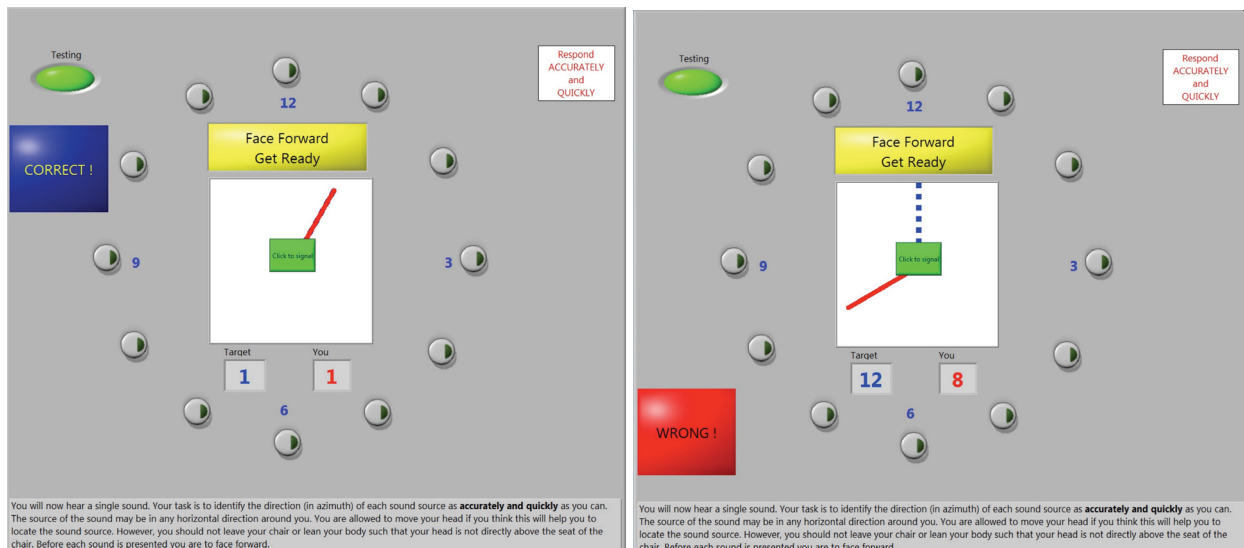 Testing
Respond
ACCURATELY
and
QUICKLY
12
Face Forward
Get Ready
CORRECT !
Click to signal
9
3
Target You
1 1
6
You will now hear a single sound. Your task is to identify the direction (in azimuth) of each sound source as accurately and quickly as you can.
The source of the sound may be in any horizontal direction around you. You are allowed to move your head if you think this will help you to
locate the sound source. However, you should not leave your chair or lean your body such that your head is not directly above the seat of the
chair. Before each sound is presented you are to face forward.
Testing
Respond
ACCURATELY
and
QUICKLY
12
Face Forward
Get Ready
Click to signal
9
3
Target You
12 8
6
WRONG !
You will now hear a single sound. Your task is to identify the direction (in azimuth) of each sound source as accurately and quickly as you can.
The source of the sound may be in any horizontal direction around you. You are allowed to move your head if you think this will help you to
locate the sound source. However, you should not leave your chair or lean your body such that your head is not directly above the seat of the
chair. Before each sound is presented you are to face forward.